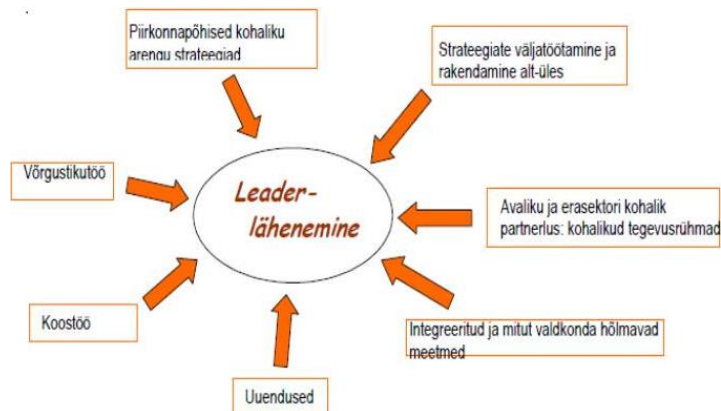 Piirkonnapõhised kohaliku
arengu strateegiad
Strateegiate väljatöötamine ja
rakendamine alt-üles
Võrgustikutöö
Leader-
lähenemine
Avaliku ja erasektori kohalik
partnerlus: kohalikud tegevusrühmad
Koostöö
Integreeritud ja mitut valdkonda hõlmavad
meetmed
Uuendused